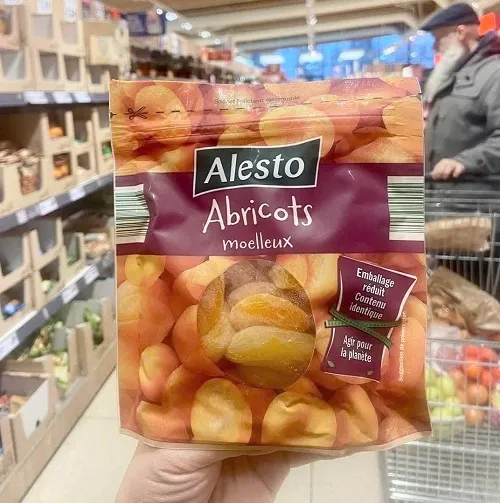 Alesto
Abricots
moelleux
Emballage
réduit
Contenu
identique
Agir pour
la planète